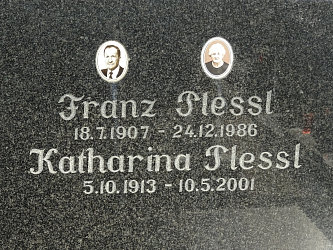 Franz Plessl
18.7.1907 - 24.12.1986
Katharina Plessl
5.10.1913 - 10.5.2001